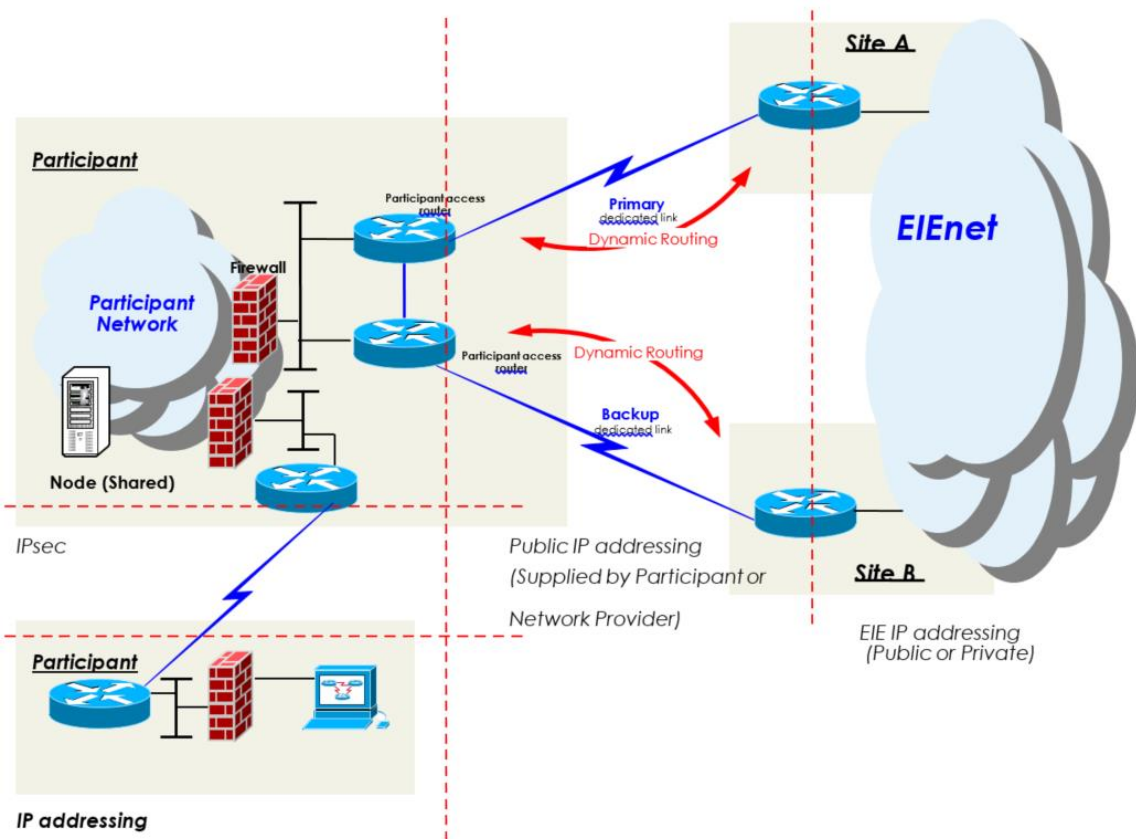 Site A
Participant
Participant access
router
Primary
dedicated link
Dynamic Routing
EIEnet
Firewall
Participant
Network
Dynamic Routing
Participant access
router
Backup
dedicated link
Node (Shared)
IPsec
Public IP addressing
(Supplied by Participant or
Network Provider)
Site B
EIE IP addressing
(Public or Private)
Participant
IP addressing